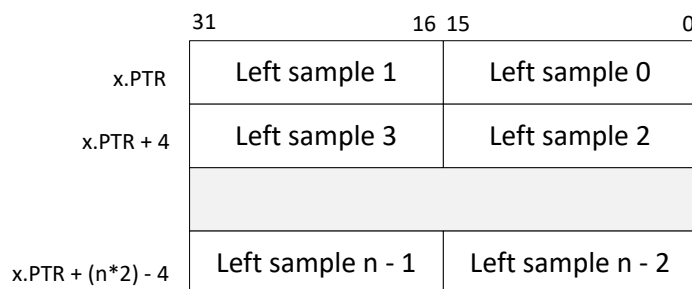 31 16 15 0
x.PTR Left sample 1 Left sample 0
x.PTR + 4 Left sample 3 Left sample 2
x.PTR + (n*2) - 4 Left sample n - 1 Left sample n - 2